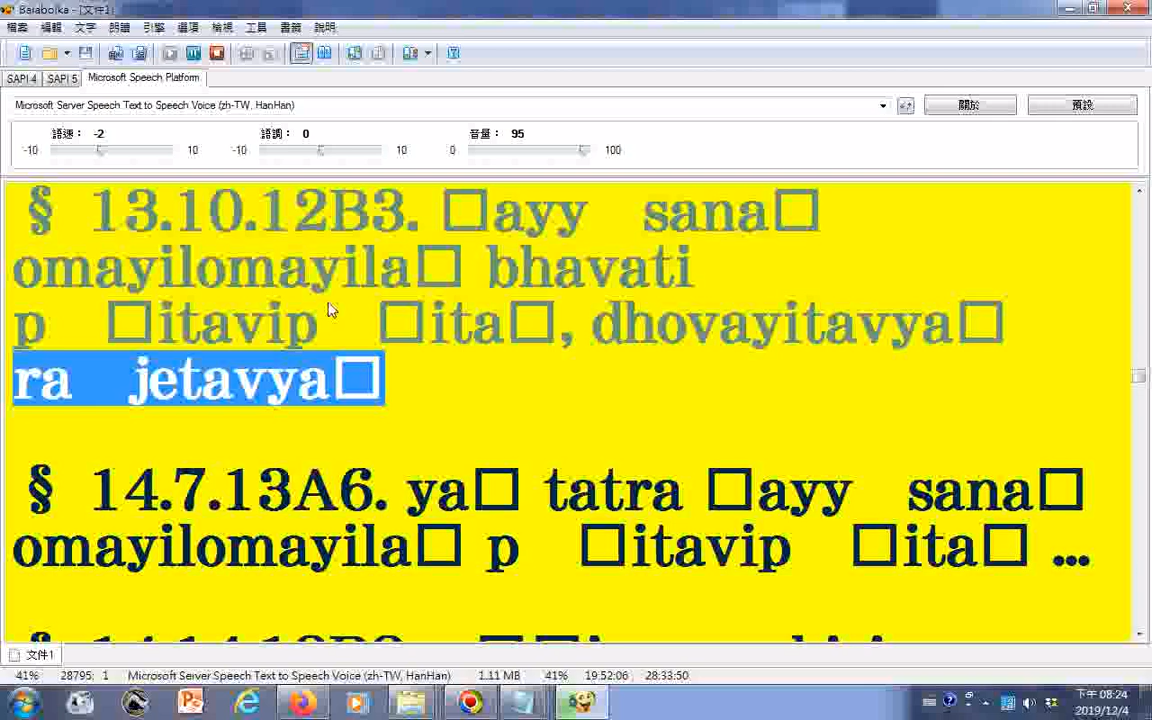 Balabolka - [文件1]
檔案 編輯 文字 朗讀 引擎 選項 檢視 工具 書籤 說明
SAPI 4 SAPI 5 Microsoft Speech Platform
Microsoft Server Speech Text to Speech Voice (zh-TW, HanHan) 關於 預設
語速： -2 語調： 0 音量： 95
-10 10 -10 10 0 100
§ 13.10.12B3. □ayy sana□
omayilomayila□ bhavati
p □itavip □ita□, dhovayitavya□
ra jetavya□
§ 14.7.13A6. ya□ tatra □ayy sana□
omayilomayila□ p □itavip □ita□ ...
文件1
41% 28795: 1 Microsoft Server Speech Text to Speech Voice (zh-TW, HanHan) 1.11 MB 41% 19:52:06 28:33:50
下午 08:24
2019/12/4